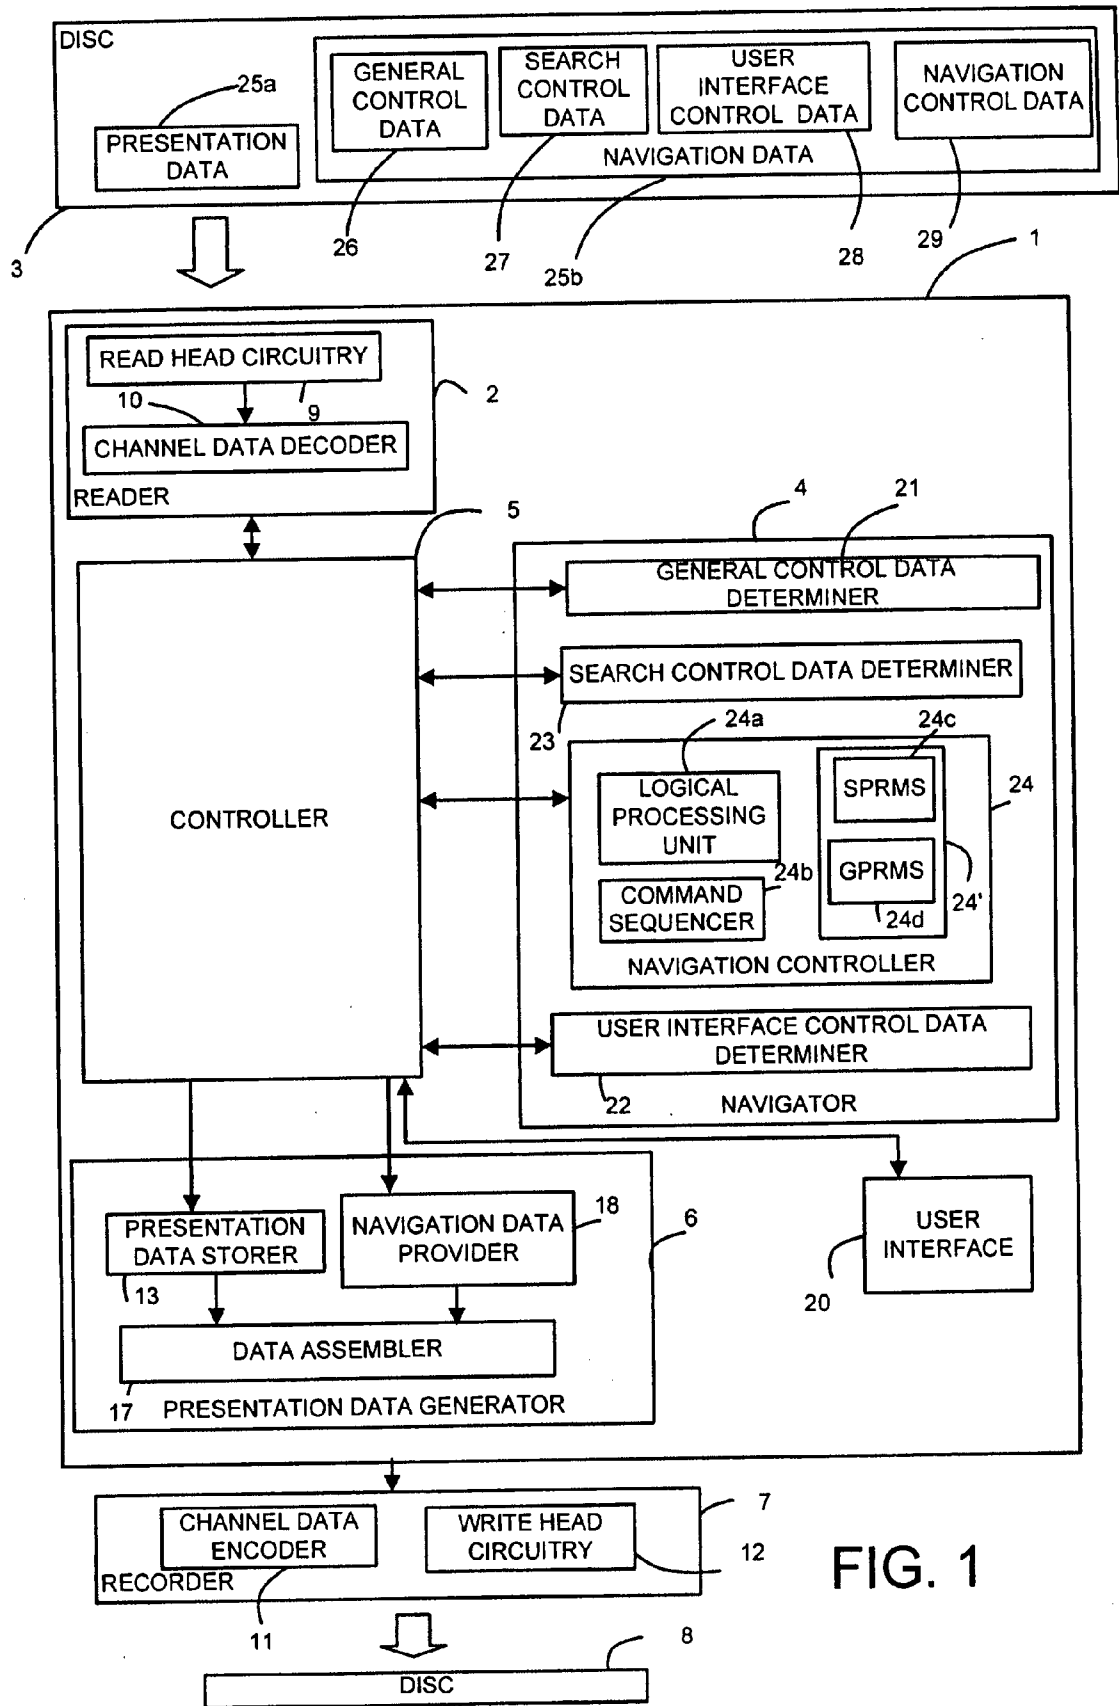 DISC
25a
PRESENTATION
DATA
GENERAL
CONTROL
DATA
SEARCH
CONTROL
DATA
USER
INTERFACE
CONTROL DATA
NAVIGATION
CONTROL DATA
NAVIGATION DATA
3
26
27
25b
28
29
1
READ HEAD CIRCUITRY
10
9
2
CHANNEL DATA DECODER
READER
5
4
21
CONTROLLER
GENERAL CONTROL DATA
DETERMINER
SEARCH CONTROL DATA DETERMINER
23
24a
24c
LOGICAL
PROCESSING
UNIT
SPRMS
24
24b
COMMAND
SEQUENCER
GPRMS
24d
24'
NAVIGATION CONTROLLER
USER INTERFACE CONTROL DATA
DETERMINER
22
NAVIGATOR
PRESENTATION
DATA STORER
13
NAVIGATION DATA
PROVIDER
18
6
USER
INTERFACE
20
DATA ASSEMBLER
17
PRESENTATION DATA GENERATOR
CHANNEL DATA
ENCODER
WRITE HEAD
CIRCUITRY
7
12
RECORDER
11
FIG. 1
8
DISC